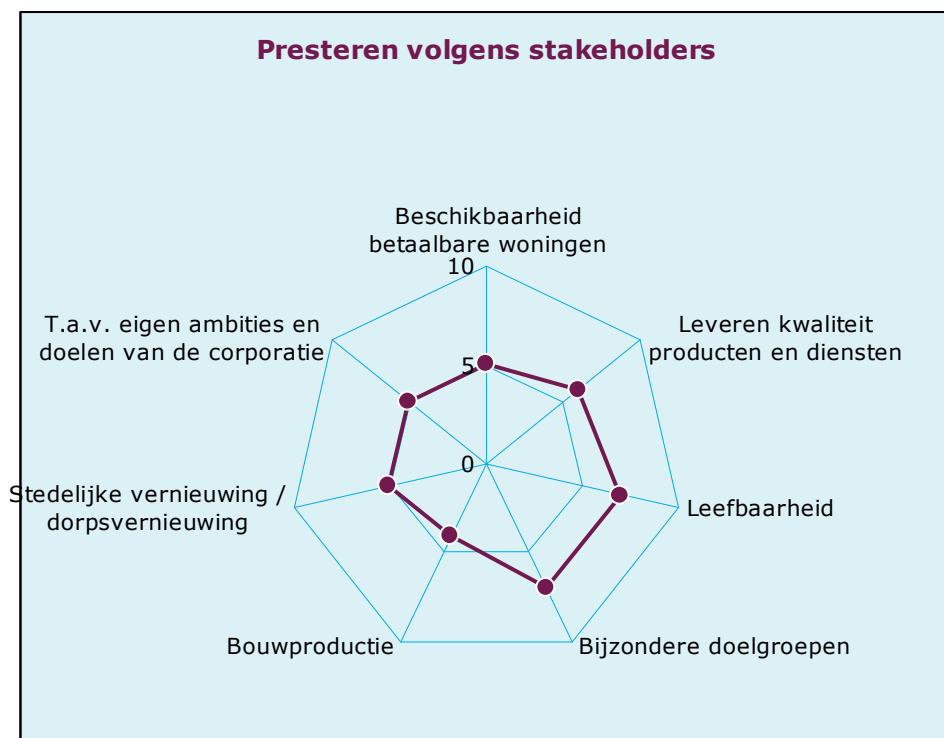 Presteren volgens stakeholders
Beschikbaarheid
betaalbare woningen
10
T.a.v. eigen ambities en
doelen van de corporatie
Leveren kwaliteit
producten en diensten
5
0
Stedelijke vernieuwing /
dorpsvernieuwing
Leefbaarheid
Bouwproductie
Bijzondere doelgroepen